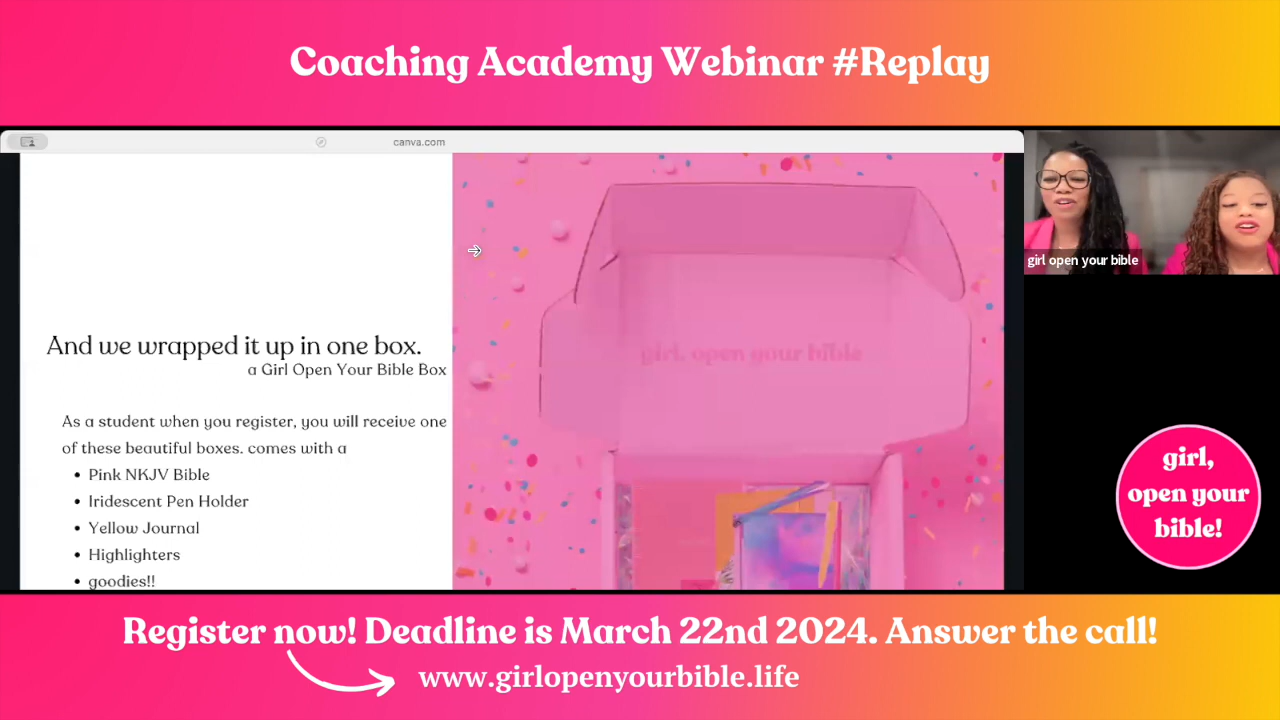 Coaching Academy Webinar #Replay
canva.com
And we wrapped it up in one box.
a Girl Open Your Bible Box
As a student when you register, you will receive one
of these beautiful boxes. comes with a
• Pink NKJV Bible
• Iridescent Pen Holder
• Yellow Journal
• Highlighters
• goodies!!
girl, open your bible
girl open your bible
girl,
open your
bible!
Register now! Deadline is March 22nd 2024. Answer the call!
www.girlopenyourbible.life